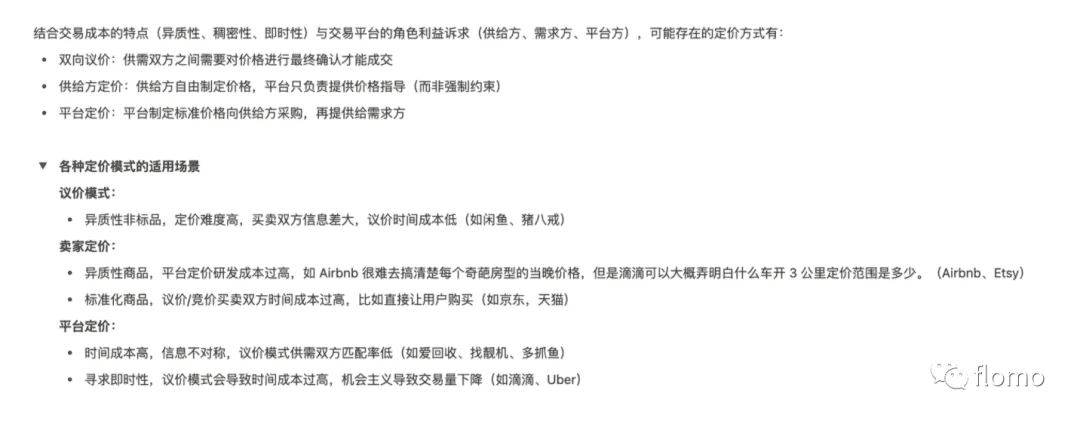 结合交易成本的特点（异质性、稠密性、即时性）与交易平台的角色利益诉求（供给方、需求方、平台方），可能存在的定价方式有：
• 双向议价：供需双方之间需要对价格进行最终确认才能成交
• 供给方定价：供给方自由制定价格，平台只负责提供价格指导（而非强制约束）
• 平台定价：平台制定标准价格向供给方采购，再提供给需求方
▼ 各种定价模式的适用场景
议价模式：
• 异质性非标品，定价难度高，买卖双方信息差大，议价时间成本低（如闲鱼、猪八戒）
卖家定价：
• 异质性商品，平台定价研发成本过高，如 Airbnb 很难去搞清楚每个奇葩房型的当晚价格，但是滴滴可以大概弄明白什么车开 3 公里定价范围是多少。（Airbnb、Etsy）
• 标准化商品，议价/竞价买卖双方时间成本过高，比如直接让用户购买（如京东，天猫）
平台定价：
• 时间成本高，信息不对称，议价模式供需双方匹配率低（如爱回收、找靓机、多抓鱼）
• 寻求即时性，议价模式会导致时间成本过高，机会主义导致交易量下降（如滴滴、Uber）
flomo